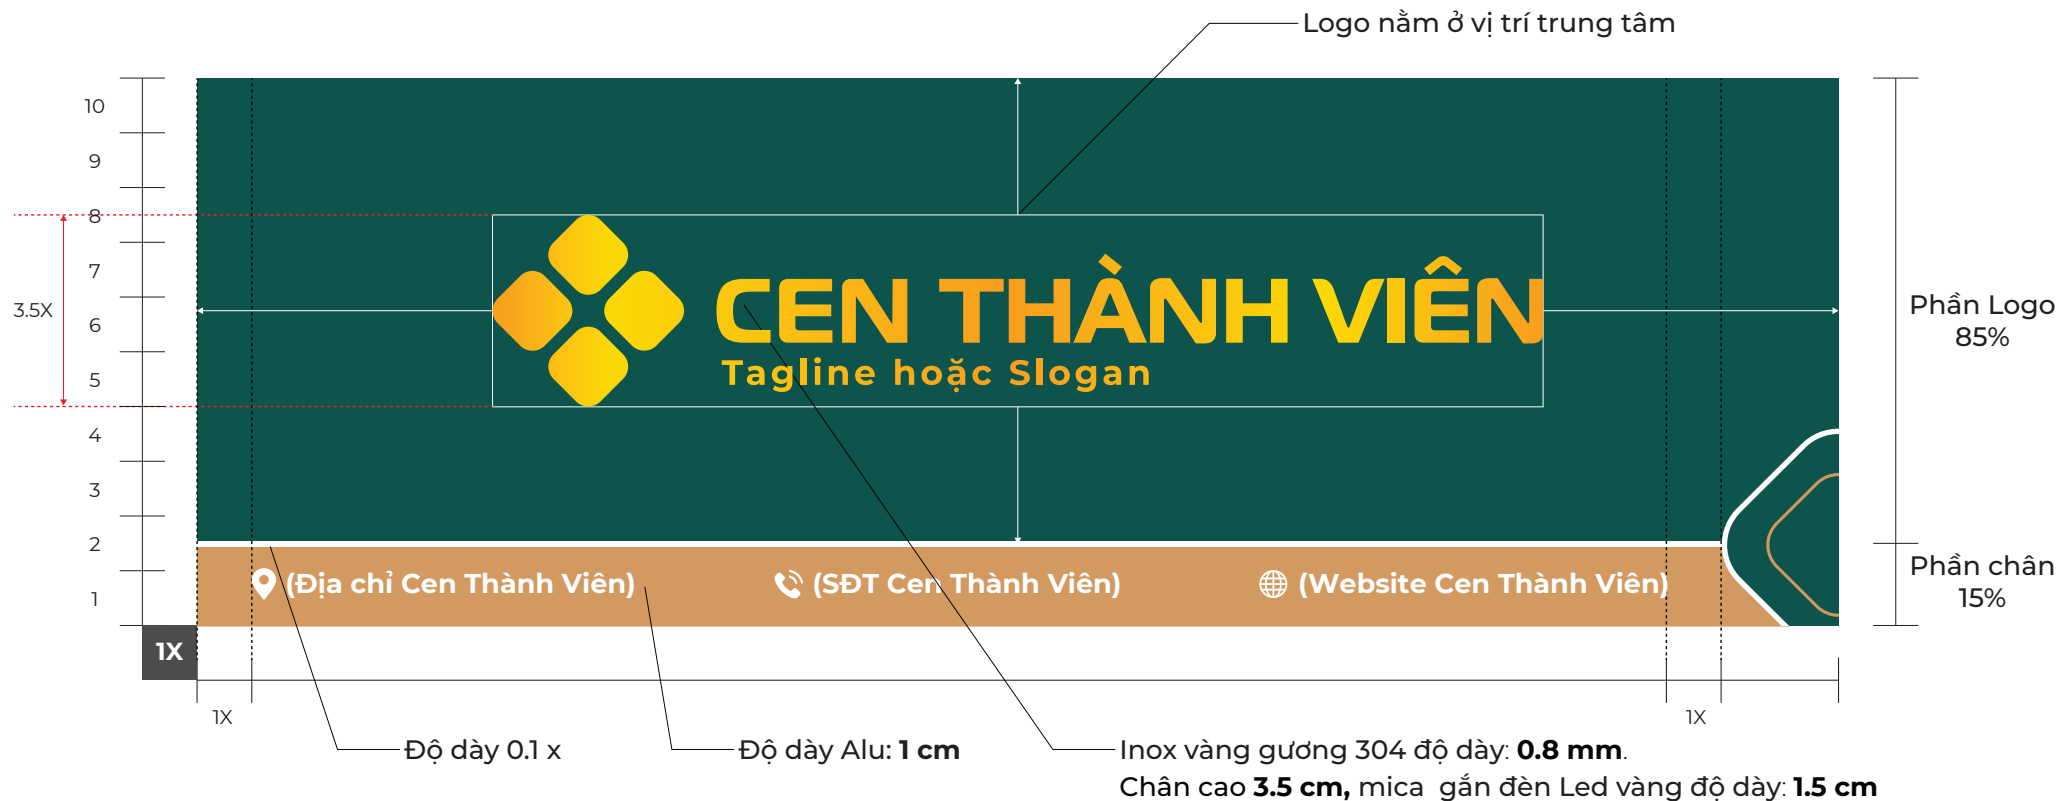 Logo nằm ở vị trí trung tâm
10
9
8
7
6
5
4
3
2
1
3.5X
CEN THÀNH VIÊN
Tagline hoặc Slogan
Phần Logo
85%
(Địa chỉ Cen Thành Viên)
(SĐT Cen Thành Viên)
(Website Cen Thành Viên)
Phần chân
15%
1X
1X
1X
Độ dày 0.1 x
Độ dày Alu: 1 cm
Inox vàng gương 304 độ dày: 0.8 mm.
Chân cao 3.5 cm, mica gắn đèn Led vàng độ dày: 1.5 cm